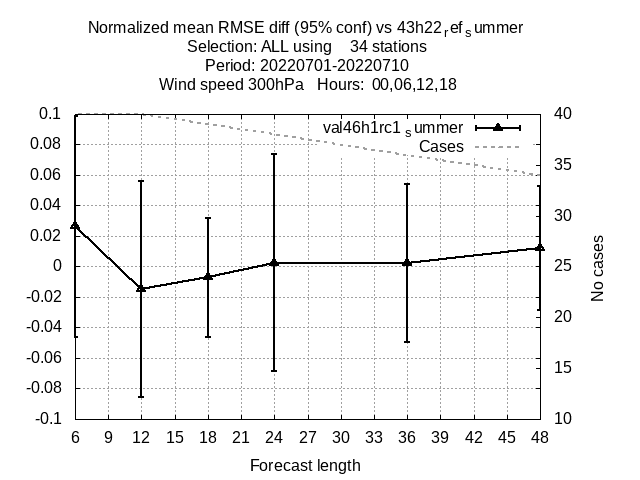 Normalized mean RMSE diff (95% conf) vs 43h22refsummer
Selection: ALL using 34 stations
Period: 20220701-20220710
Wind speed 300hPa Hours: 00,06,12,18
val46h1rc1summer
Cases
0.1
0.08
0.06
0.04
0.02
0
-0.02
-0.04
-0.06
-0.08
-0.1
40
35
30
25
20
15
10
No cases
6 9 12 15 18 21 24 27 30 33 36 39 42 45 48
Forecast length